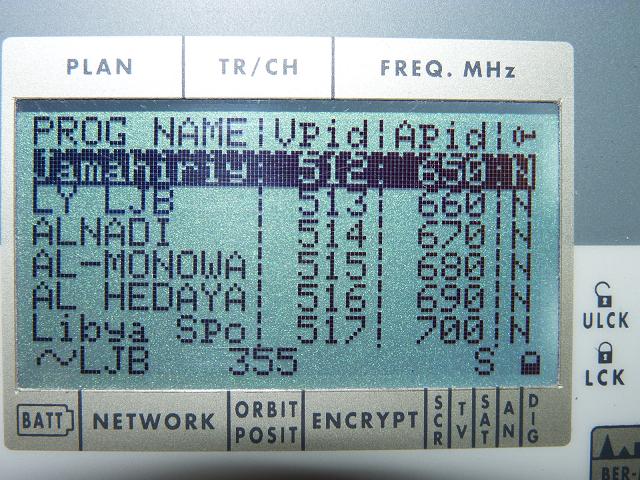 PLAN TR/CH FREQ. MHz
PROG NAME|VPid|APid|
Jamahiriy 512 650 N
LY LJB 513 660 N
ALNADI 514 670 N
AL-MONOWA 515 680 N
AL HEDAYA 516 690 N
Libya SPo 517 700 N
~LJB 355 S
ULCK
LCK
BATT NETWORK ORBIT POSIT ENCRYPT SCR TV SAT AN DIG
BER-